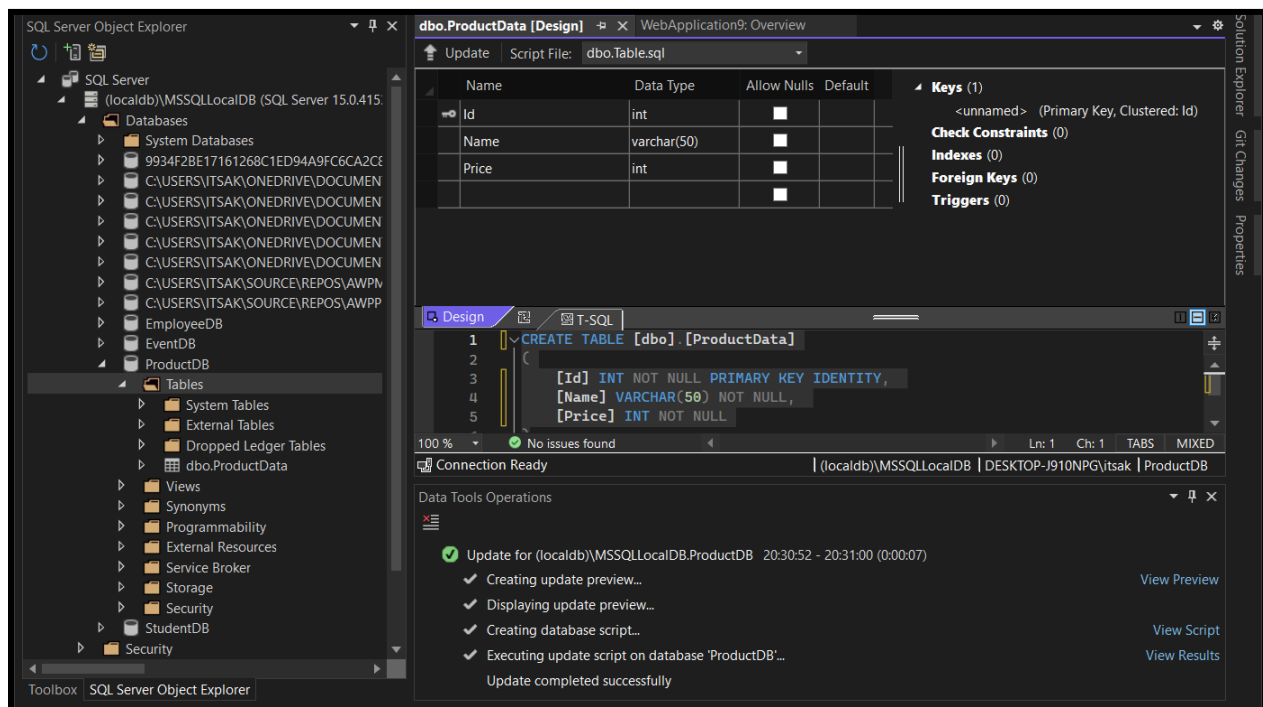 SQL Server Object Explorer
SQL Server
(localdb)\MSSQLLocalDB (SQL Server 15.0.415
Databases
System Databases
9934F2BE17161268C1ED94A9FC6CA2C8
C:\USERS\ITSAK\ONEDRIVE\DOCUMEN
C:\USERS\ITSAK\ONEDRIVE\DOCUMEN
C:\USERS\ITSAK\ONEDRIVE\DOCUMEN
C:\USERS\ITSAK\ONEDRIVE\DOCUMEN
C:\USERS\ITSAK\ONEDRIVE\DOCUMEN
C:\USERS\ITSAK\SOURCE\REPOS\AWPM
C:\USERS\ITSAK\SOURCE\REPOS\AWPP
EmployeeDB
EventDB
ProductDB
Tables
System Tables
External Tables
Dropped Ledger Tables
dbo.ProductData
Views
Synonyms
Programmability
External Resources
Service Broker
Storage
Security
StudentDB
Security
Toolbox SQL Server Object Explorer
dbo.ProductData [Design] WebApplication9: Overview
Update Script File: dbo.Table.sql
Name Data Type Allow Nulls Default
Id int
Name varchar(50)
Price int
Keys (1)
<unnamed> (Primary Key, Clustered: Id)
Check Constraints (0)
Indexes (0)
Foreign Keys (0)
Triggers (0)
Design T-SQL
1 CREATE TABLE [dbo].[ProductData]
2 (
3 [Id] INT NOT NULL PRIMARY KEY IDENTITY,
4 [Name] VARCHAR(50) NOT NULL,
5 [Price] INT NOT NULL
100 % No issues found Ln: 1 Ch: 1 TABS MIXED
Connection Ready (localdb)\MSSQLLocalDB DESKTOP-J910NPG\itsak ProductDB
Data Tools Operations
Update for (localdb)\MSSQLLocalDB.ProductDB 20:30:52 - 20:31:00 (0:00:07)
Creating update preview... View Preview
Displaying update preview...
Creating database script... View Script
Executing update script on database 'ProductDB'... View Results
Update completed successfully
Solution Explorer
Git Changes
Properties